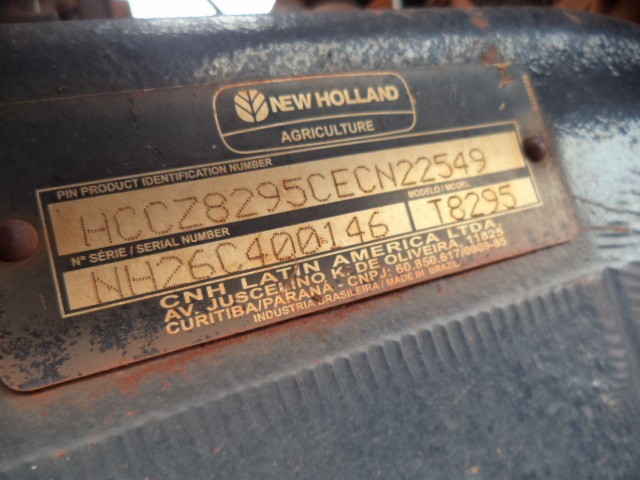 NEW HOLLAND
AGRICULTURE
PIN PRODUCT IDENTIFICATION NUMBER
HCCZ8295CECN22549
Nº SÉRIE / SERIAL NUMBER
MODELO / MODEL
NH26C400146
T8295
CNH LATIN AMERICA LTDA
AV. JUSCELINO K. DE OLIVEIRA, 11825
CURITIBA/PARANÁ - CNPJ: 60.850.617/0009-85
INDÚSTRIA BRASILEIRA / MADE IN BRASIL